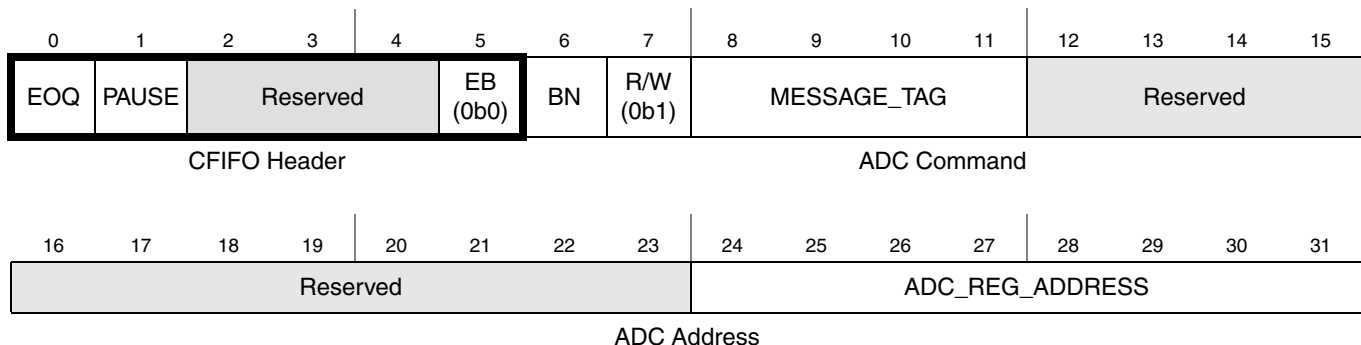 0 1 2 3 4 5 6 7 8 9 10 11 12 13 14 15
EOQ PAUSE Reserved EB (0b0) BN R/W (0b1) MESSAGE_TAG Reserved
CFIFO Header ADC Command
16 17 18 19 20 21 22 23 24 25 26 27 28 29 30 31
Reserved ADC_REG_ADDRESS
ADC Address